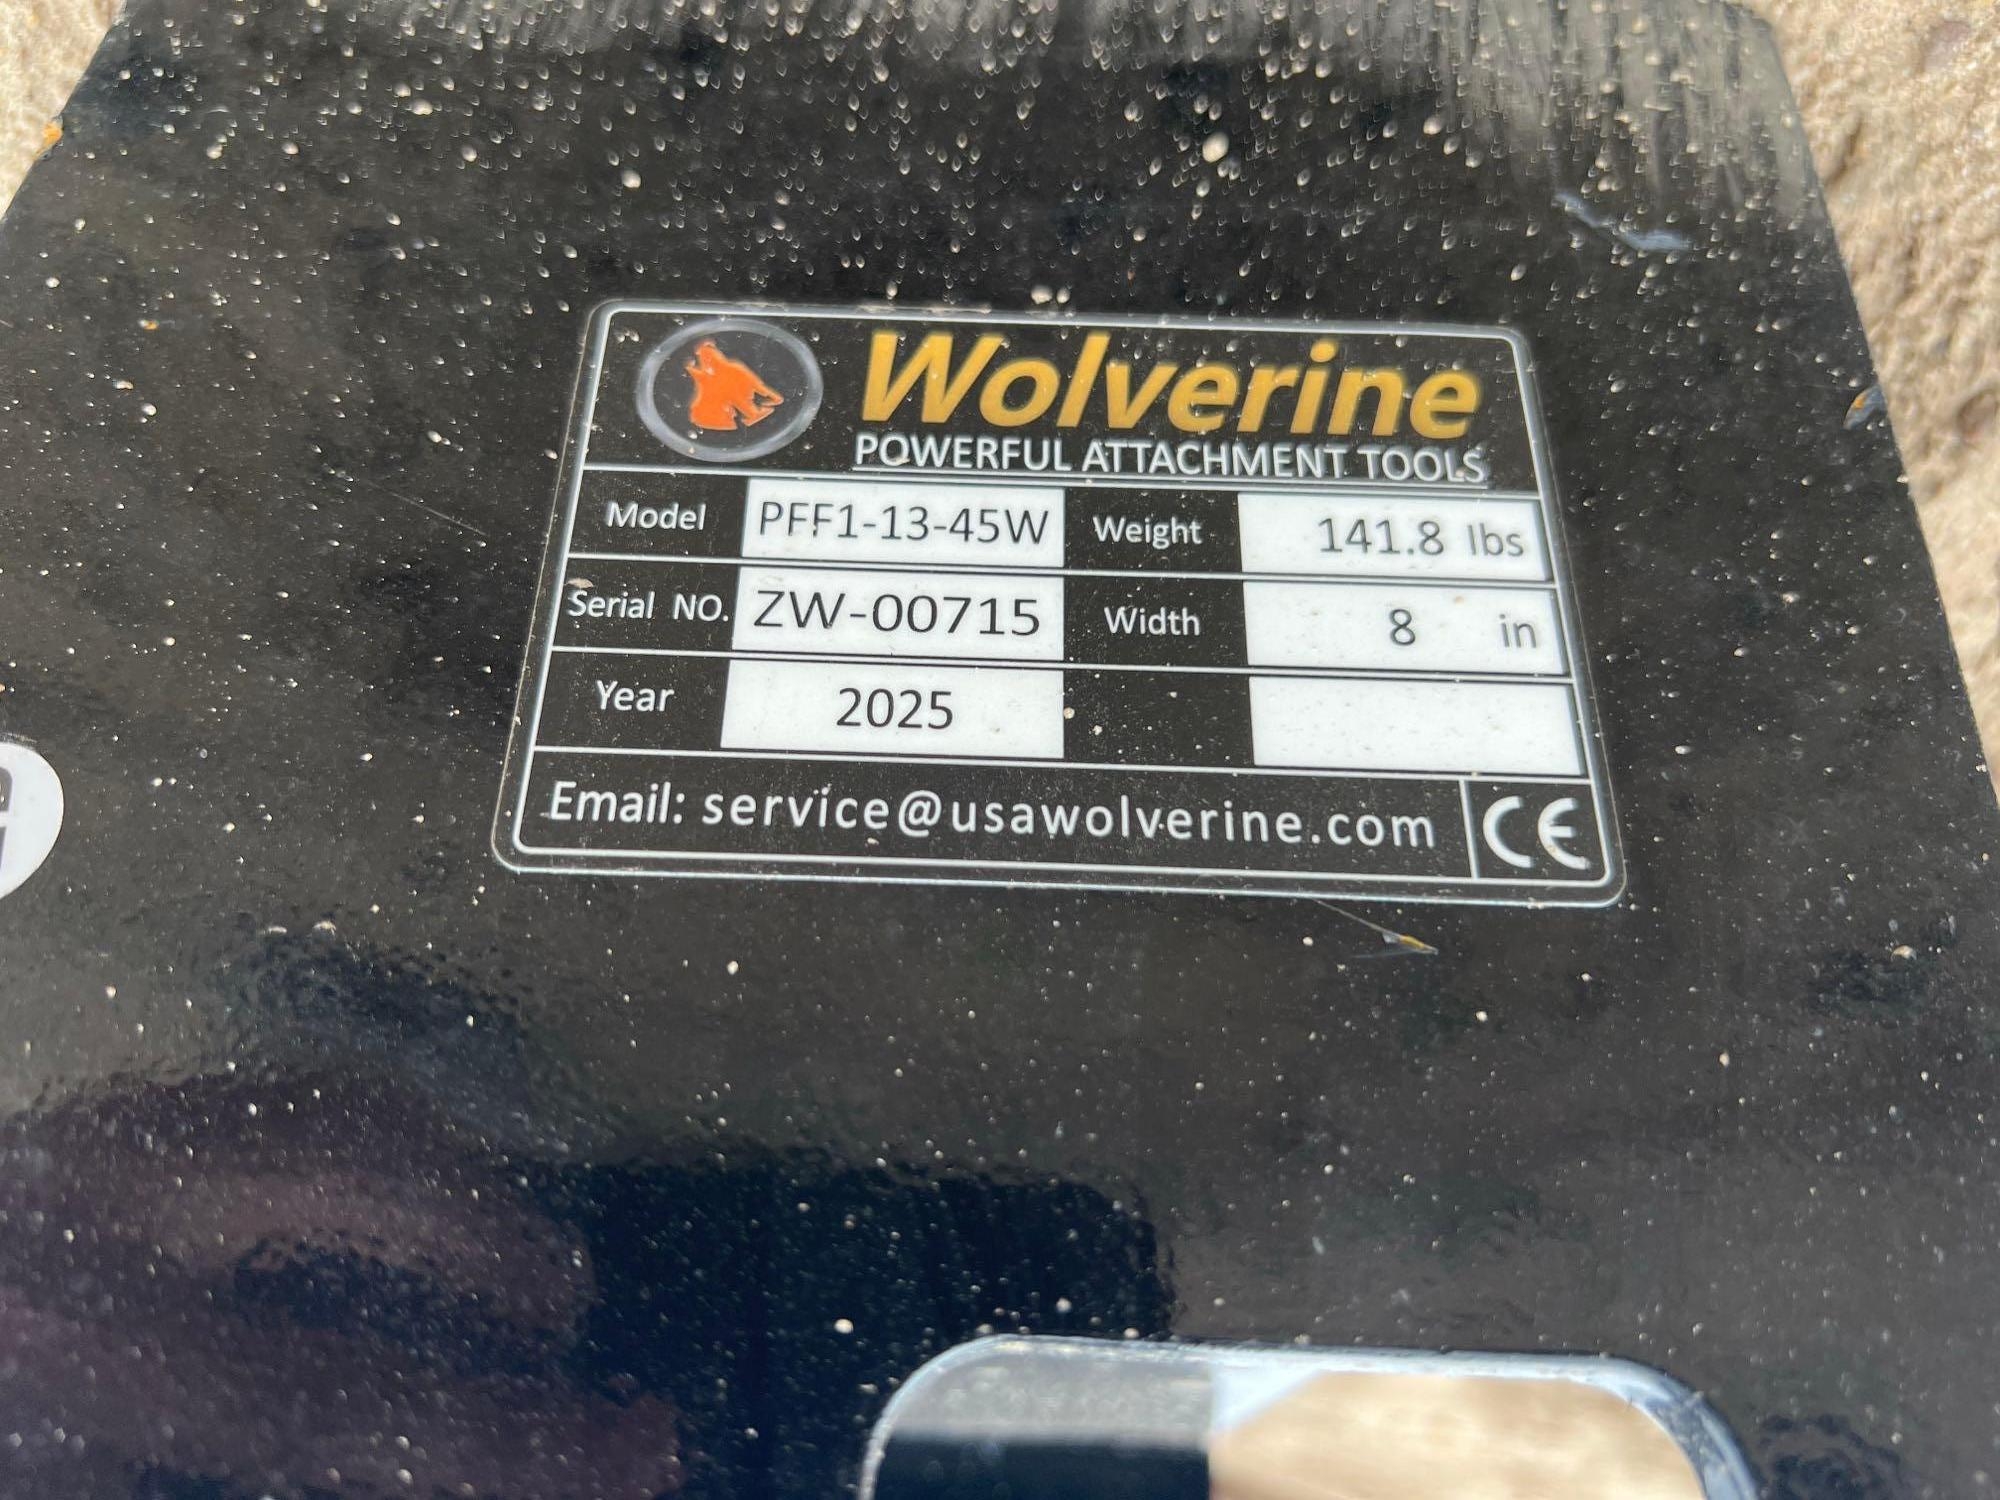 Wolverine
POWERFUL ATTACHMENT TOOLS
Model PFF1-13-45W Weight 141.8 lbs
Serial NO. ZW-00715 Width 8 in
Year 2025
Email: service@usawolverine.com CE